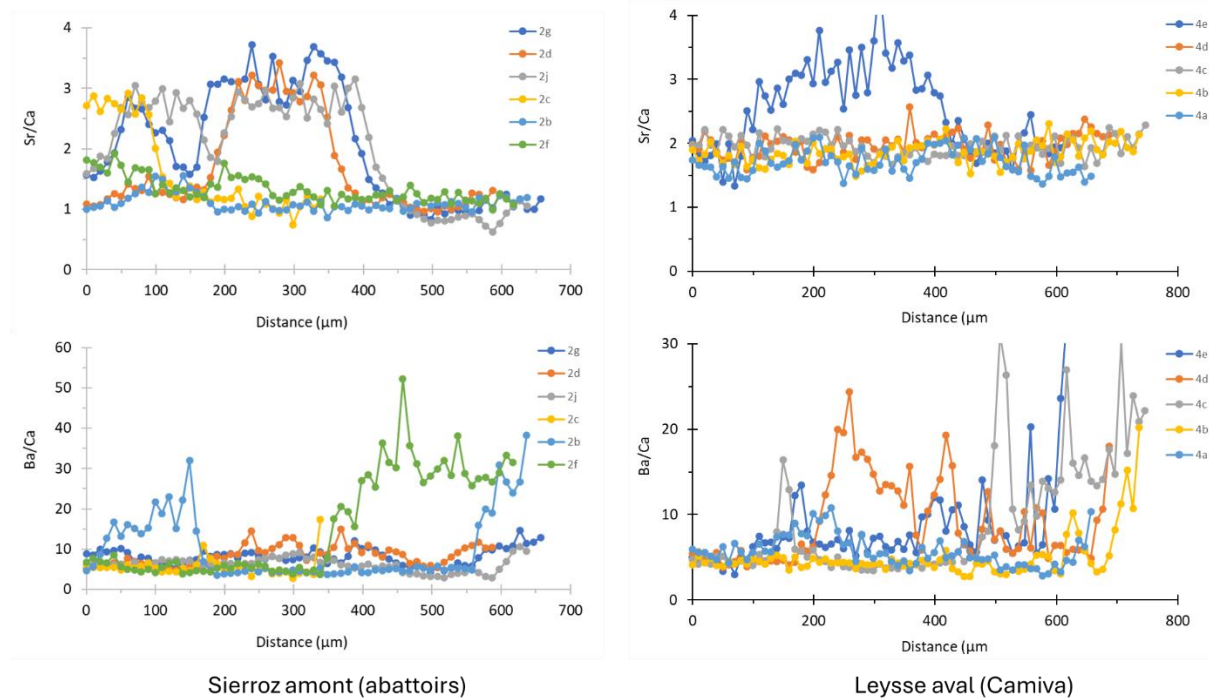 4
3
2
1
0
Sr/Ca
0 100 200 300 400 500 600 700
Distance (µm)
2g
2d
2j
2c
2b
2f
4
3
2
1
0
Sr/Ca
0 200 400 600 800
Distance (µm
4e
4d
4c
4b
4a
60
50
40
30
20
10
0
Ba/Ca
0 100 200 300 400 500 600 700
Distance (µm)
2g
2d
2j
2c
2b
2f
30
20
10
0
Ba/Ca
0 200 400 600 800
Distance (µm
4e
4d
4c
4b
4a
Sierroz amont (abattoirs)
Leysse aval (Camiva)